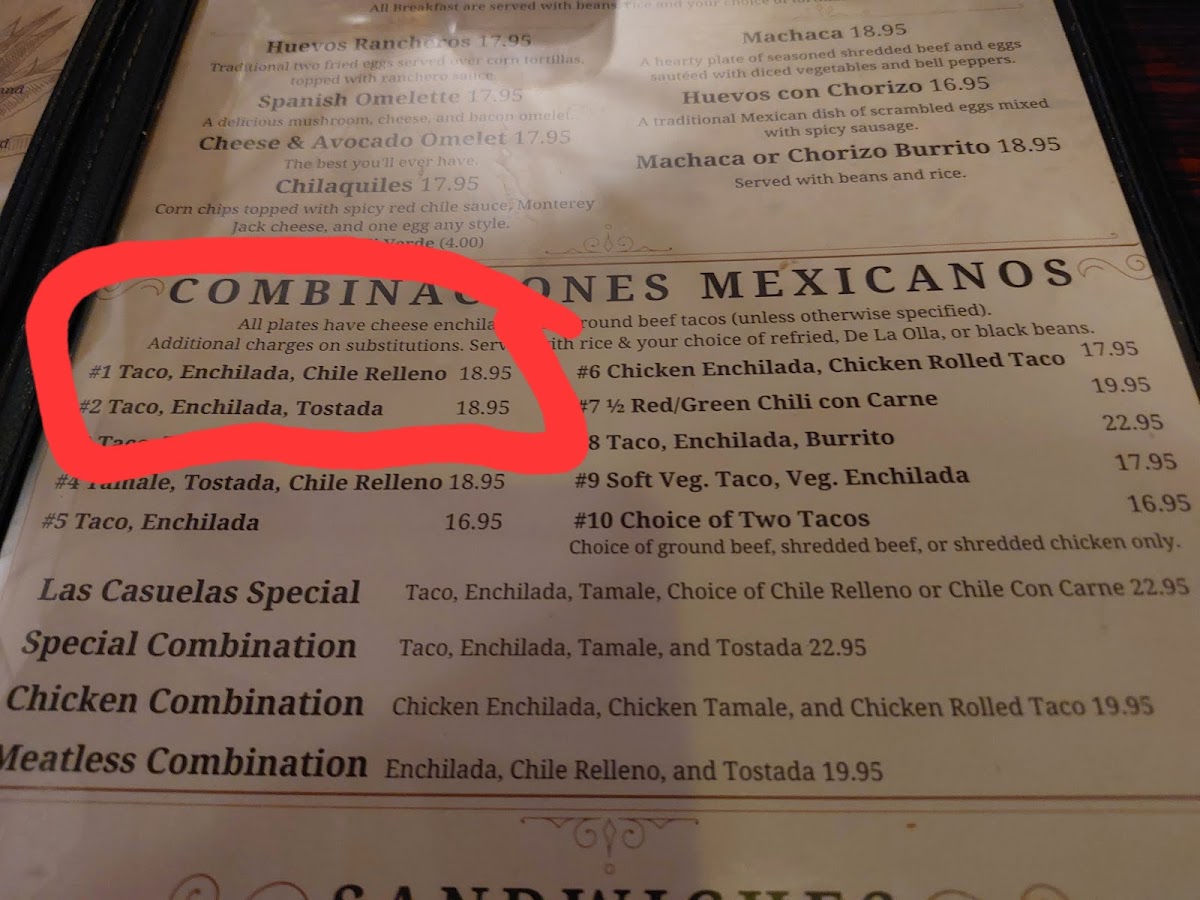 All Breakfast are served with beans, rice and your choice of
Huevos Rancheros 17.95
Traditional two fried eggs served over corn tortillas,
topped with ranchero sauce.
Spanish Omelette 17.95
A delicious mushroom, cheese, and bacon omelet.
Cheese & Avocado Omelet 17.95
The best you'll ever have.
Chilaquiles 17.95
Corn chips topped with spicy red chile sauce, Monterey
Jack cheese, and one egg any style.
Verde (4.00)
Machaca 18.95
A hearty plate of seasoned shredded beef and eggs
sautéed with diced vegetables and bell peppers.
Huevos con Chorizo 16.95
A traditional Mexican dish of scrambled eggs mixed
with spicy sausage.
Machaca or Chorizo Burrito 18.95
Served with beans and rice.
COMBINACIONES MEXICANOS
All plates have cheese ground beef tacos (unless otherwise specified).
Additional charges on substitutions. with rice & your choice of refried, De La Olla, or black beans.
#1 Taco, Enchilada, Chile Relleno 18.95
#2 Taco, Enchilada, Tostada 18.95
Taco,
#4 Tamale, Tostada, Chile Relleno 18.95
#5 Taco, Enchilada 16.95
#6 Chicken Enchilada, Chicken Rolled Taco 17.95
#7 ½ Red/Green Chili con Carne 19.95
8 Taco, Enchilada, Burrito 22.95
#9 Soft Veg. Taco, Veg. Enchilada 17.95
#10 Choice of Two Tacos 16.95
Choice of ground beef, shredded beef, or shredded chicken only.
Las Casuelas Special Taco, Enchilada, Tamale, Choice of Chile Relleno or Chile Con Carne 22.95
Special Combination Taco, Enchilada, Tamale, and Tostada 22.95
Chicken Combination Chicken Enchilada, Chicken Tamale, and Chicken Rolled Taco 19.95
Meatless Combination Enchilada, Chile Relleno, and Tostada 19.95
SANDWICHES